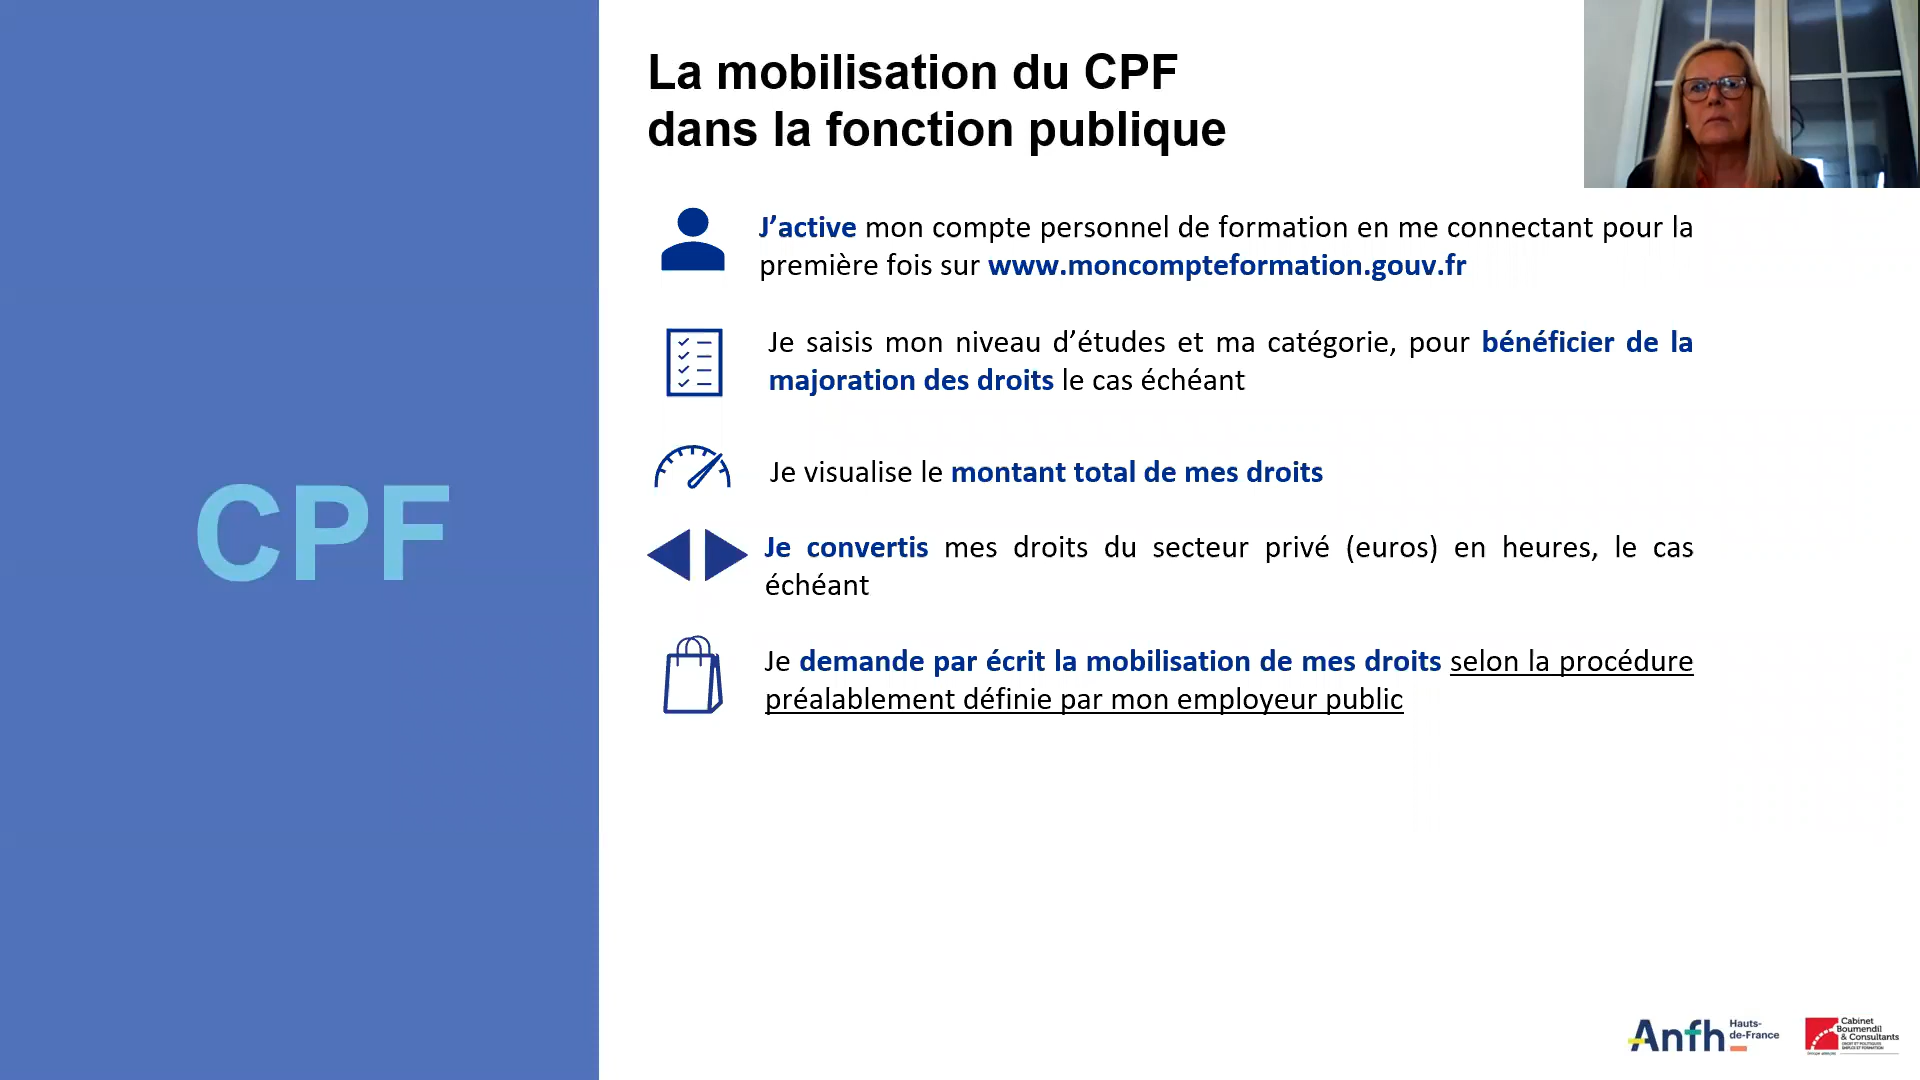 La mobilisation du CPF
dans la fonction publique
J’active mon compte personnel de formation en me connectant pour la
première fois sur www.moncompteformation.gouv.fr
Je saisis mon niveau d’études et ma catégorie, pour bénéficier de la
majoration des droits le cas échéant
CPF
Je visualise le montant total de mes droits
Je convertis mes droits du secteur privé (euros) en heures, le cas
échéant
Je demande par écrit la mobilisation de mes droits selon la procédure
préalablement définie par mon employeur public
Anfh
Hauts-
de-France
Cabinet
Boumendil
& Consultants